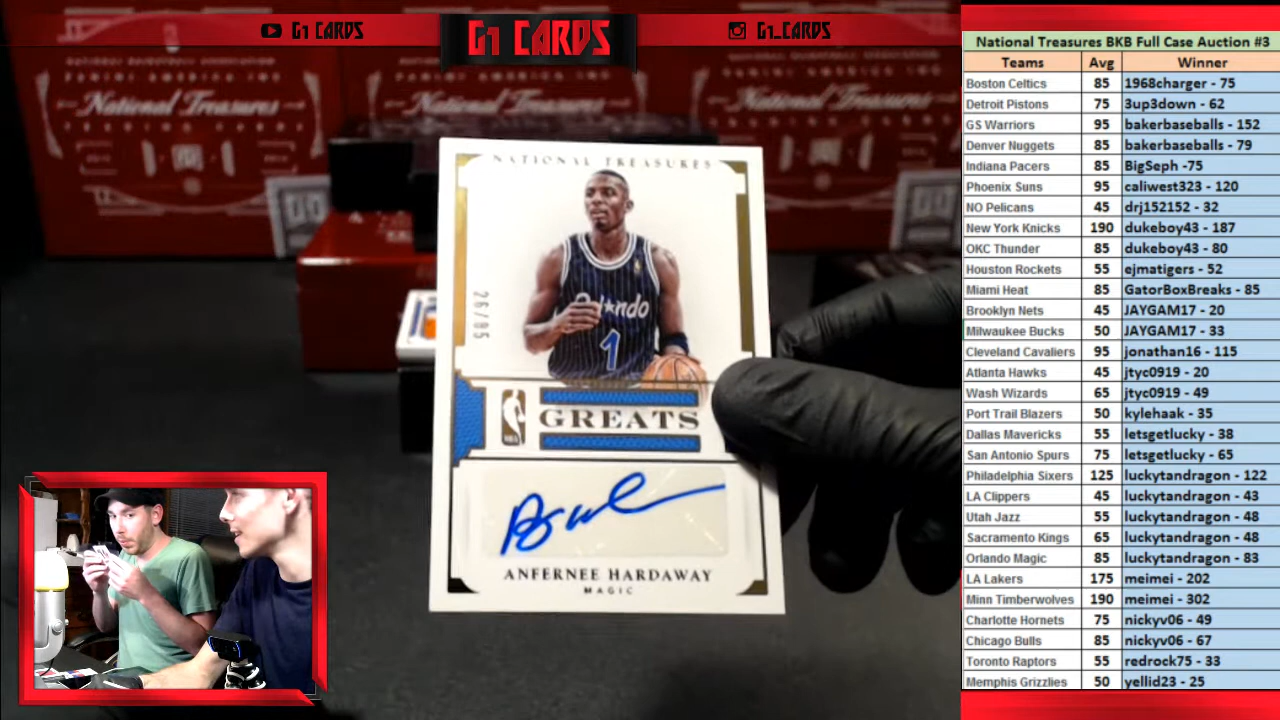 G1 CARDS
G1 CARDS
G1_CARDS
National Treasures
National Treasures
NATIONAL TREASURES
Orlando
1
26/85
GREATS
ANFERNEE HARDAWAY
MAGIC
National Treasures BKB Full Case Auction #3
Teams Avg Winner
Boston Celtics 85 1968charger - 75
Detroit Pistons 75 3up3down - 62
GS Warriors 95 bakerbaseballs - 152
Denver Nuggets 85 bakerbaseballs - 79
Indiana Pacers 85 BigSeph -75
Phoenix Suns 95 caliwest323 - 120
NO Pelicans 45 drj152152 - 32
New York Knicks 190 dukeboy43 - 187
OKC Thunder 85 dukeboy43 - 80
Houston Rockets 55 ejmatigers - 52
Miami Heat 85 GatorBoxBreaks - 85
Brooklyn Nets 45 JAYGAM17 - 20
Milwaukee Bucks 50 JAYGAM17 - 33
Cleveland Cavaliers 95 jonathan16 - 115
Atlanta Hawks 45 jtyc0919 - 20
Wash Wizards 65 jtyc0919 - 49
Port Trail Blazers 50 kylehaak - 35
Dallas Mavericks 55 letsgetlucky - 38
San Antonio Spurs 75 letsgetlucky - 65
Philadelphia Sixers 125 luckytandragon - 122
LA Clippers 45 luckytandragon - 43
Utah Jazz 55 luckytandragon - 48
Sacramento Kings 65 luckytandragon - 48
Orlando Magic 85 luckytandragon - 83
LA Lakers 175 meimei - 202
Minn Timberwolves 190 meimei - 302
Charlotte Hornets 75 nickyv06 - 49
Chicago Bulls 85 nickyv06 - 67
Toronto Raptors 55 redrock75 - 33
Memphis Grizzlies 50 yellid23 - 25